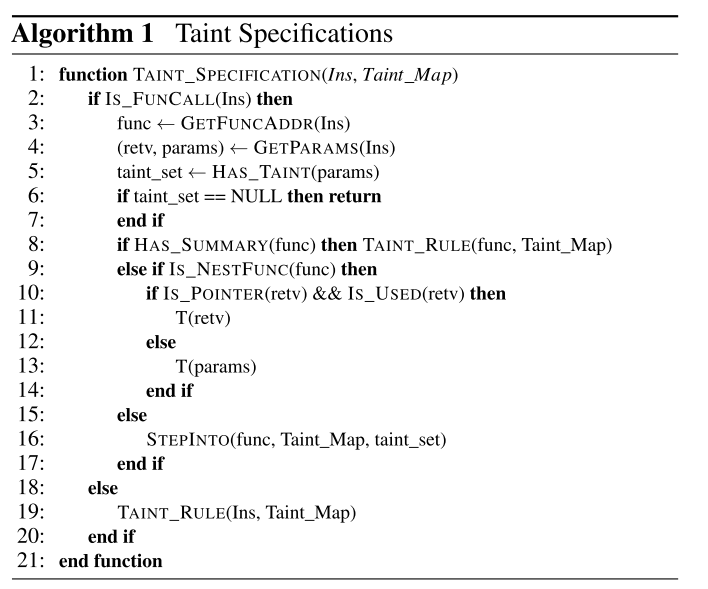 Algorithm 1 Taint Specifications
1: function TAINT_SPECIFICATION(Ins, Taint_Map)
2: if IS_FUNCALL(Ins) then
3: func ← GETFUNCADDR(Ins)
4: (retv, params) ← GETPARAMS(Ins)
5: taint_set ← HAS_TAINT(params)
6: if taint_set == NULL then return
7: end if
8: if HAS_SUMMARY(func) then TAINT_RULE(func, Taint_Map)
9: else if IS_NESTFUNC(func) then
10: if IS_POINTER(retv) && IS_USED(retv) then
11: T(retv)
12: else
13: T(params)
14: end if
15: else
16: STEPINTO(func, Taint_Map, taint_set)
17: end if
18: else
19: TAINT_RULE(Ins, Taint_Map)
20: end if
21: end function